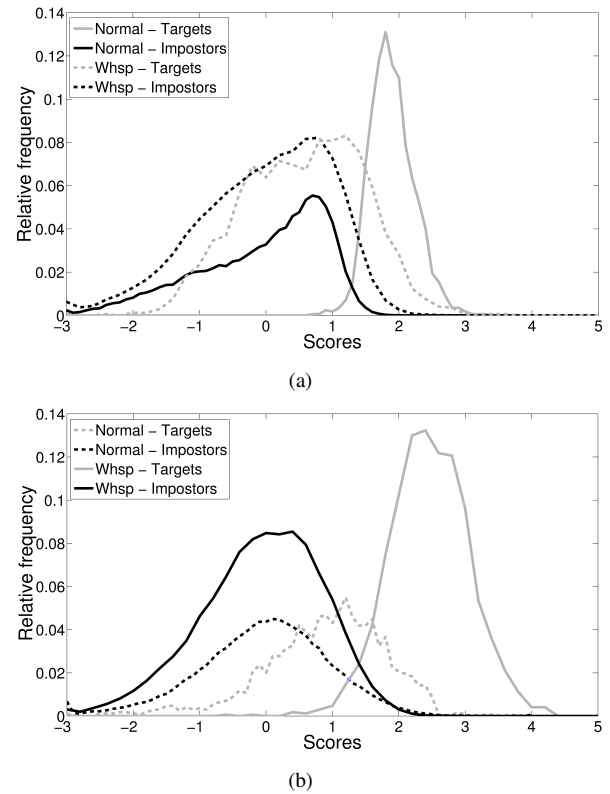 0.14
0.12
0.1
0.08
0.06
0.04
0.02
0
Relative frequency
Normal − Targets
Normal − Impostors
Whsp − Targets
Whsp − Impostors
−3 −2 −1 0 1 2 3 4 5
Scores
(a)
0.14
0.12
0.1
0.08
0.06
0.04
0.02
0
Relative frequency
Normal − Targets
Normal − Impostors
Whsp − Targets
Whsp − Impostors
−3 −2 −1 0 1 2 3 4 5
Scores
(b)